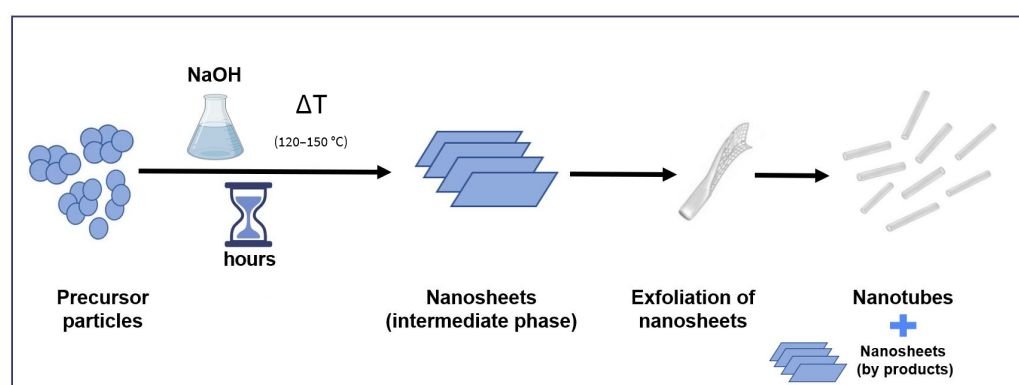 NaOH
ΔT
(120–150 °C)
hours
Precursor
particles
Nanosheets
(intermediate phase)
Exfoliation of
nanosheets
Nanotubes
Nanosheets
(by products)